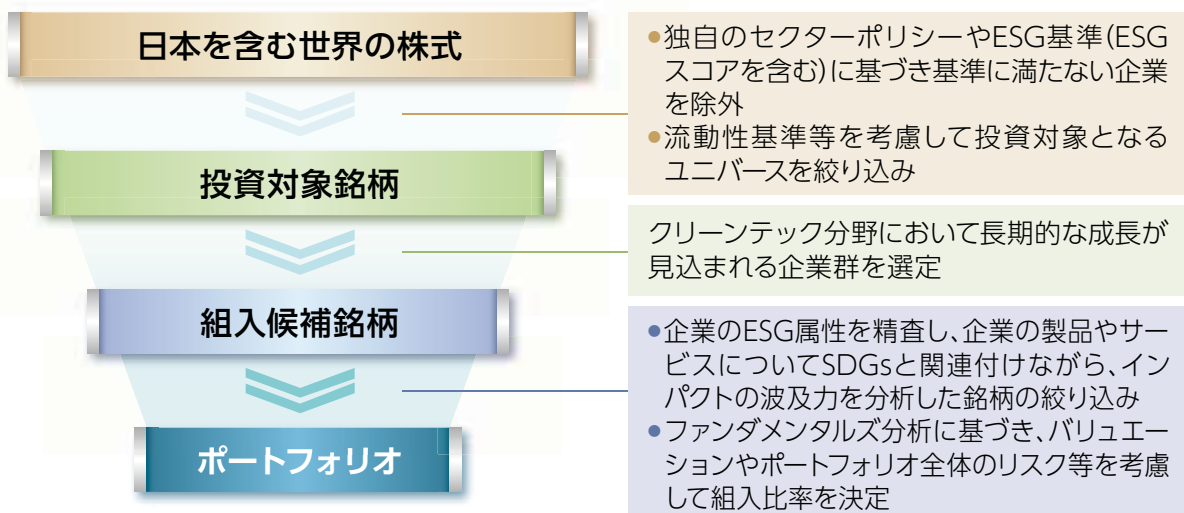 日本を含む世界の株式
●独自のセクターポリシーやESG基準(ESG
スコアを含む)に基づき基準に満たない企業
を除外
●流動性基準等を考慮して投資対象となる
ユニバースを絞り込み
投資対象銘柄
クリーンテック分野において長期的な成長が
見込まれる企業群を選定
組入候補銘柄
●企業のESG属性を精査し、企業の製品やサー
ビスについてSDGsと関連付けながら、イン
パクトの波及力を分析した銘柄の絞り込み
●ファンダメンタルズ分析に基づき、バリュエー
ションやポートフォリオ全体のリスク等を考慮
して組入比率を決定
ポートフォリオ